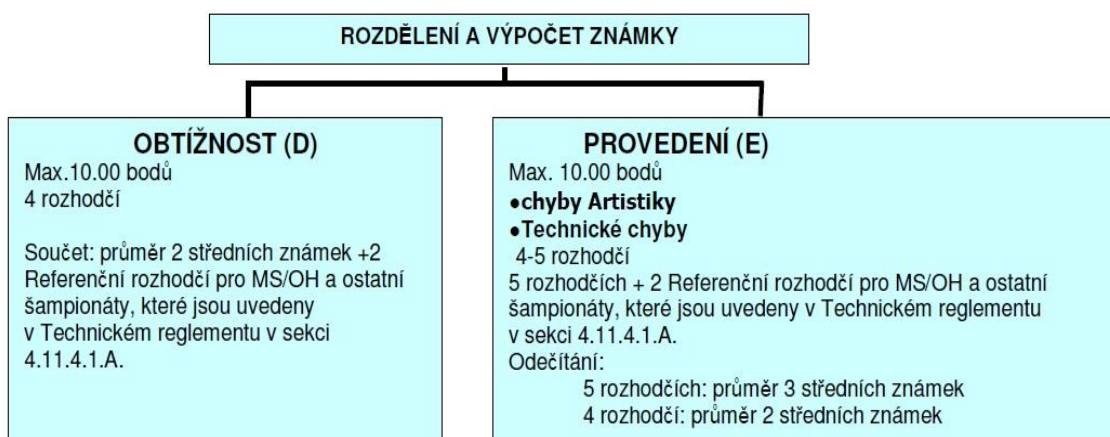 ROZDĚLENÍ A VÝPOČET ZNÁMKY
OBTÍŽNOST (D)
Max.10.00 bodů
4 rozhodčí
Součet: průměr 2 středních známek +2
Referenční rozhodčí pro MS/OH a ostatní
šampionáty, které jsou uvedeny
v Technickém reglementu v sekci
4.11.4.1.A.
PROVEDENÍ (E)
Max. 10.00 bodů
●chyby Artistiky
●Technické chyby
4-5 rozhodčí
5 rozhodčích + 2 Referenční rozhodčí pro MS/OH a ostatní
šampionáty, které jsou uvedeny v Technickém reglementu
v sekci 4.11.4.1.A.
Odečítání:
5 rozhodčích: průměr 3 středních známek
4 rozhodčí: průměr 2 středních známek